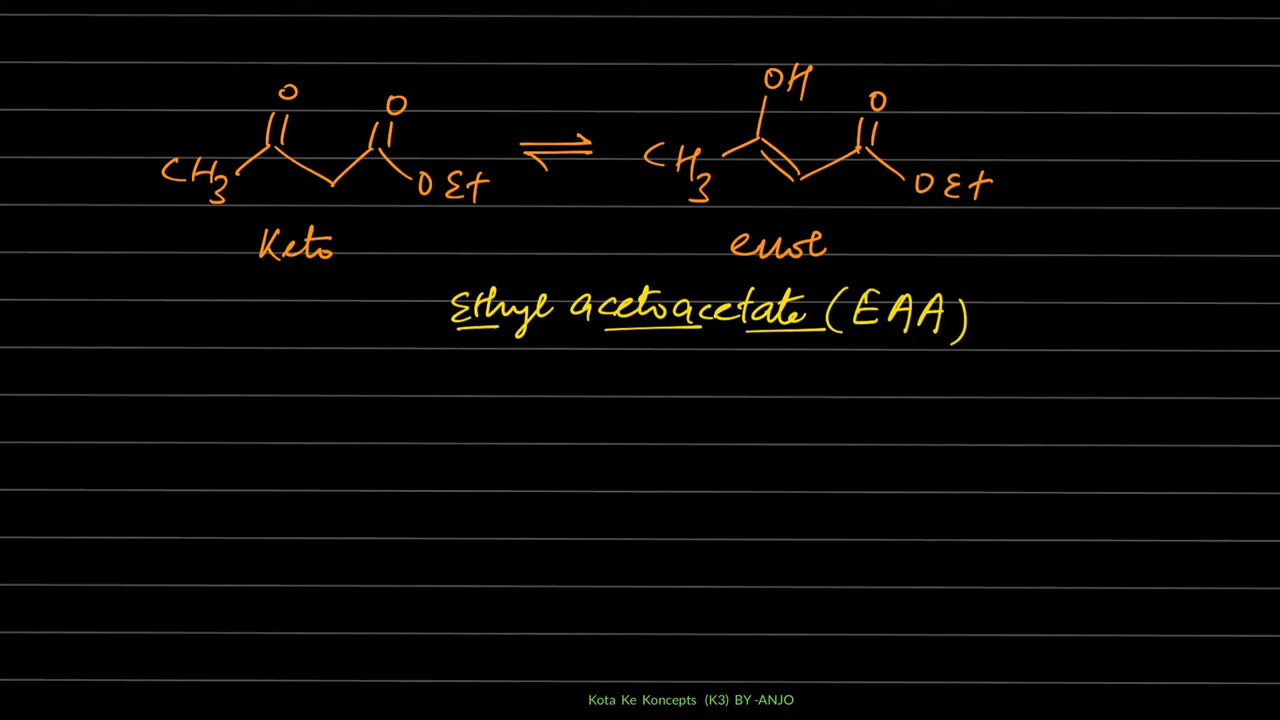 O O OH O
CH3 OEt ⇌ CH3 OEt
Keto enol
Ethyl acetoacetate (EAA)
Kota Ke Koncepts (K3) BY -ANJO